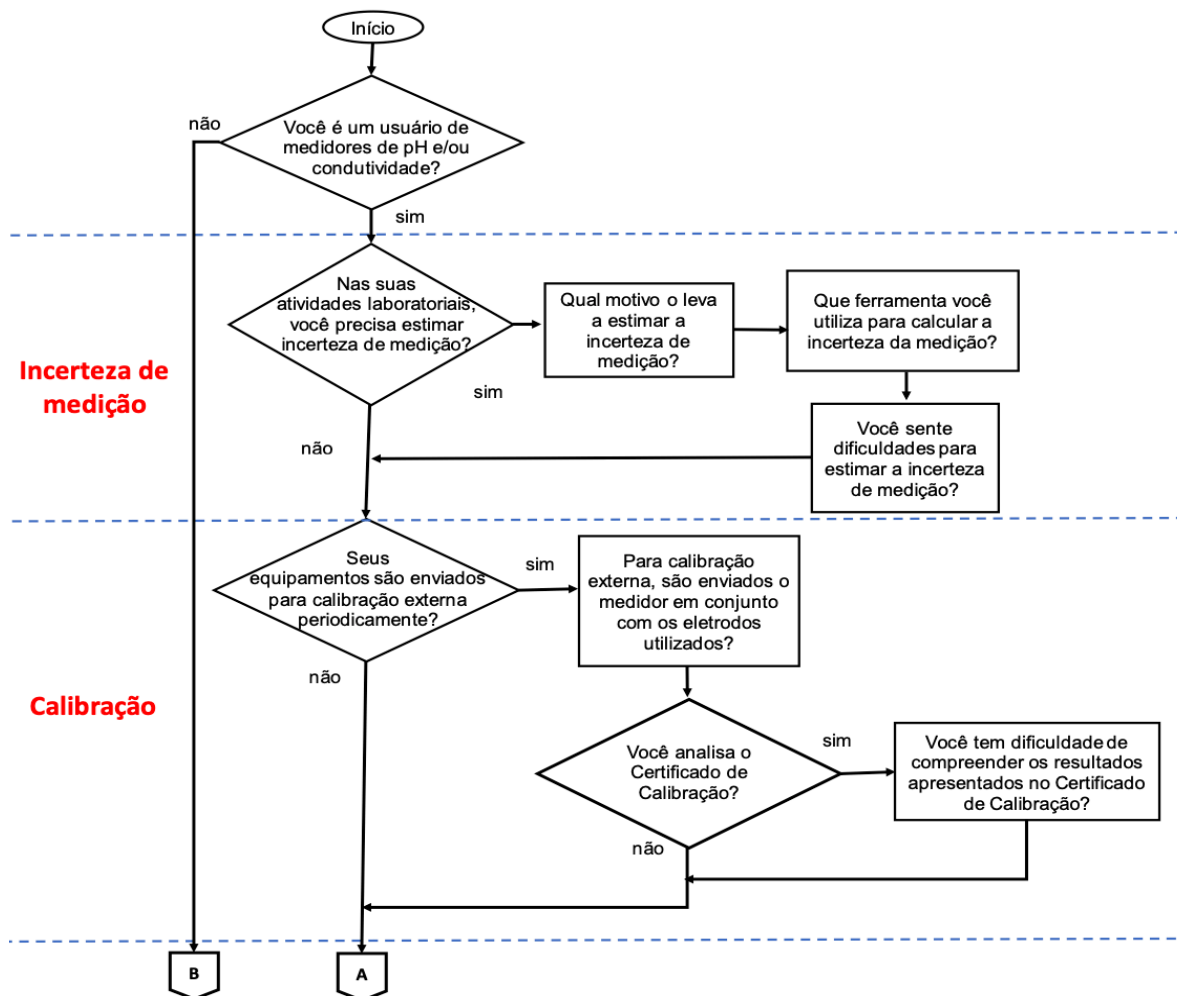 Início
não
Você é um usuário de
medidores de pH e/ou
condutividade?
sim
Incerteza de
medição
Nas suas
atividades laboratoriais,
você precisa estimar
incerteza de medição?
sim
Qual motivo o leva
a estimar a
incerteza de
medição?
Que ferramenta você
utiliza para calcular a
incerteza da medição?
não
Você sente
dificuldades para
estimar a incerteza
de medição?
Calibração
Seus
equipamentos são enviados
para calibração externa
periodicamente?
sim
Para calibração
externa, são enviados o
medidor em conjunto
com os eletrodos
utilizados?
não
Você analisa o
Certificado de
Calibração?
sim
Você tem dificuldade de
compreender os resultados
apresentados no Certificado
de Calibração?
não
B
A